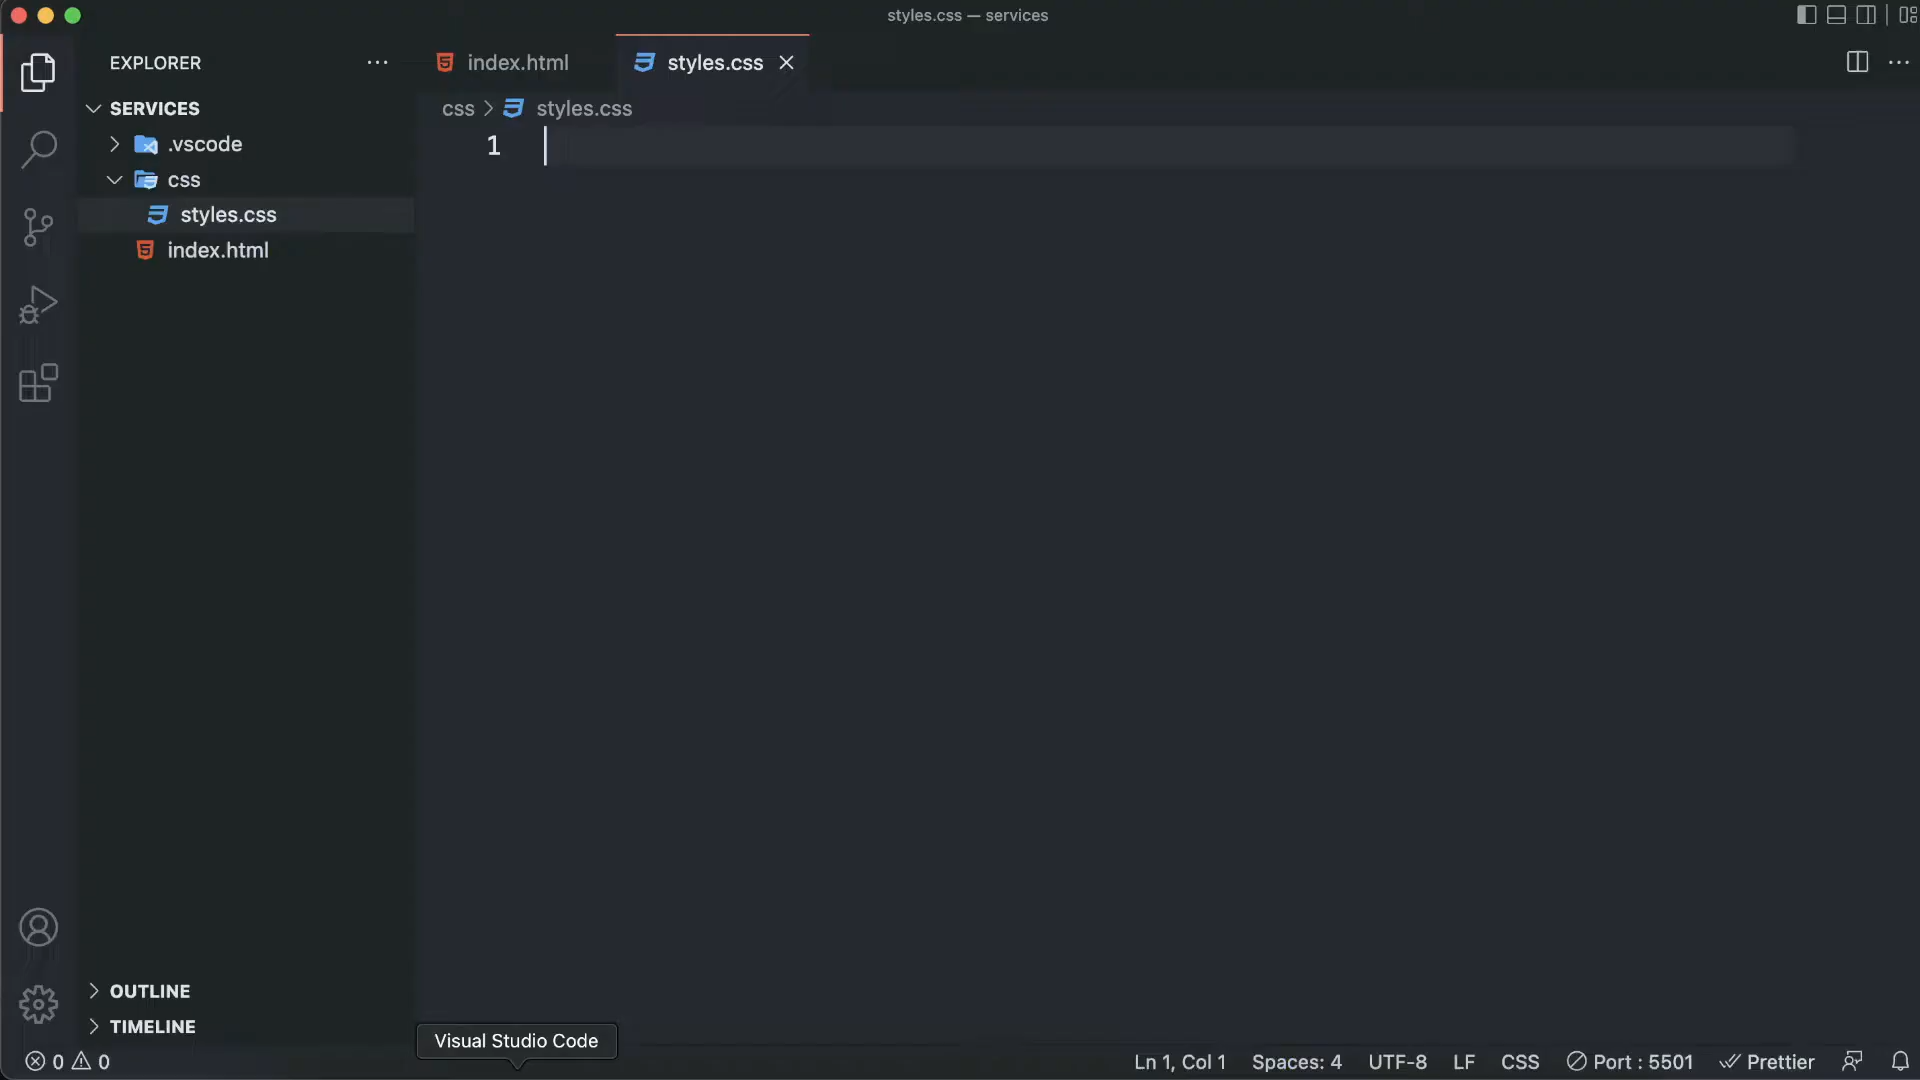 styles.css — services
EXPLORER
index.html
styles.css
SERVICES
css
styles.css
.vscode
1
css
styles.css
index.html
OUTLINE
TIMELINE
Visual Studio Code
0 0
Ln 1, Col 1
Spaces: 4
UTF-8
LF
CSS
Port : 5501
Prettier